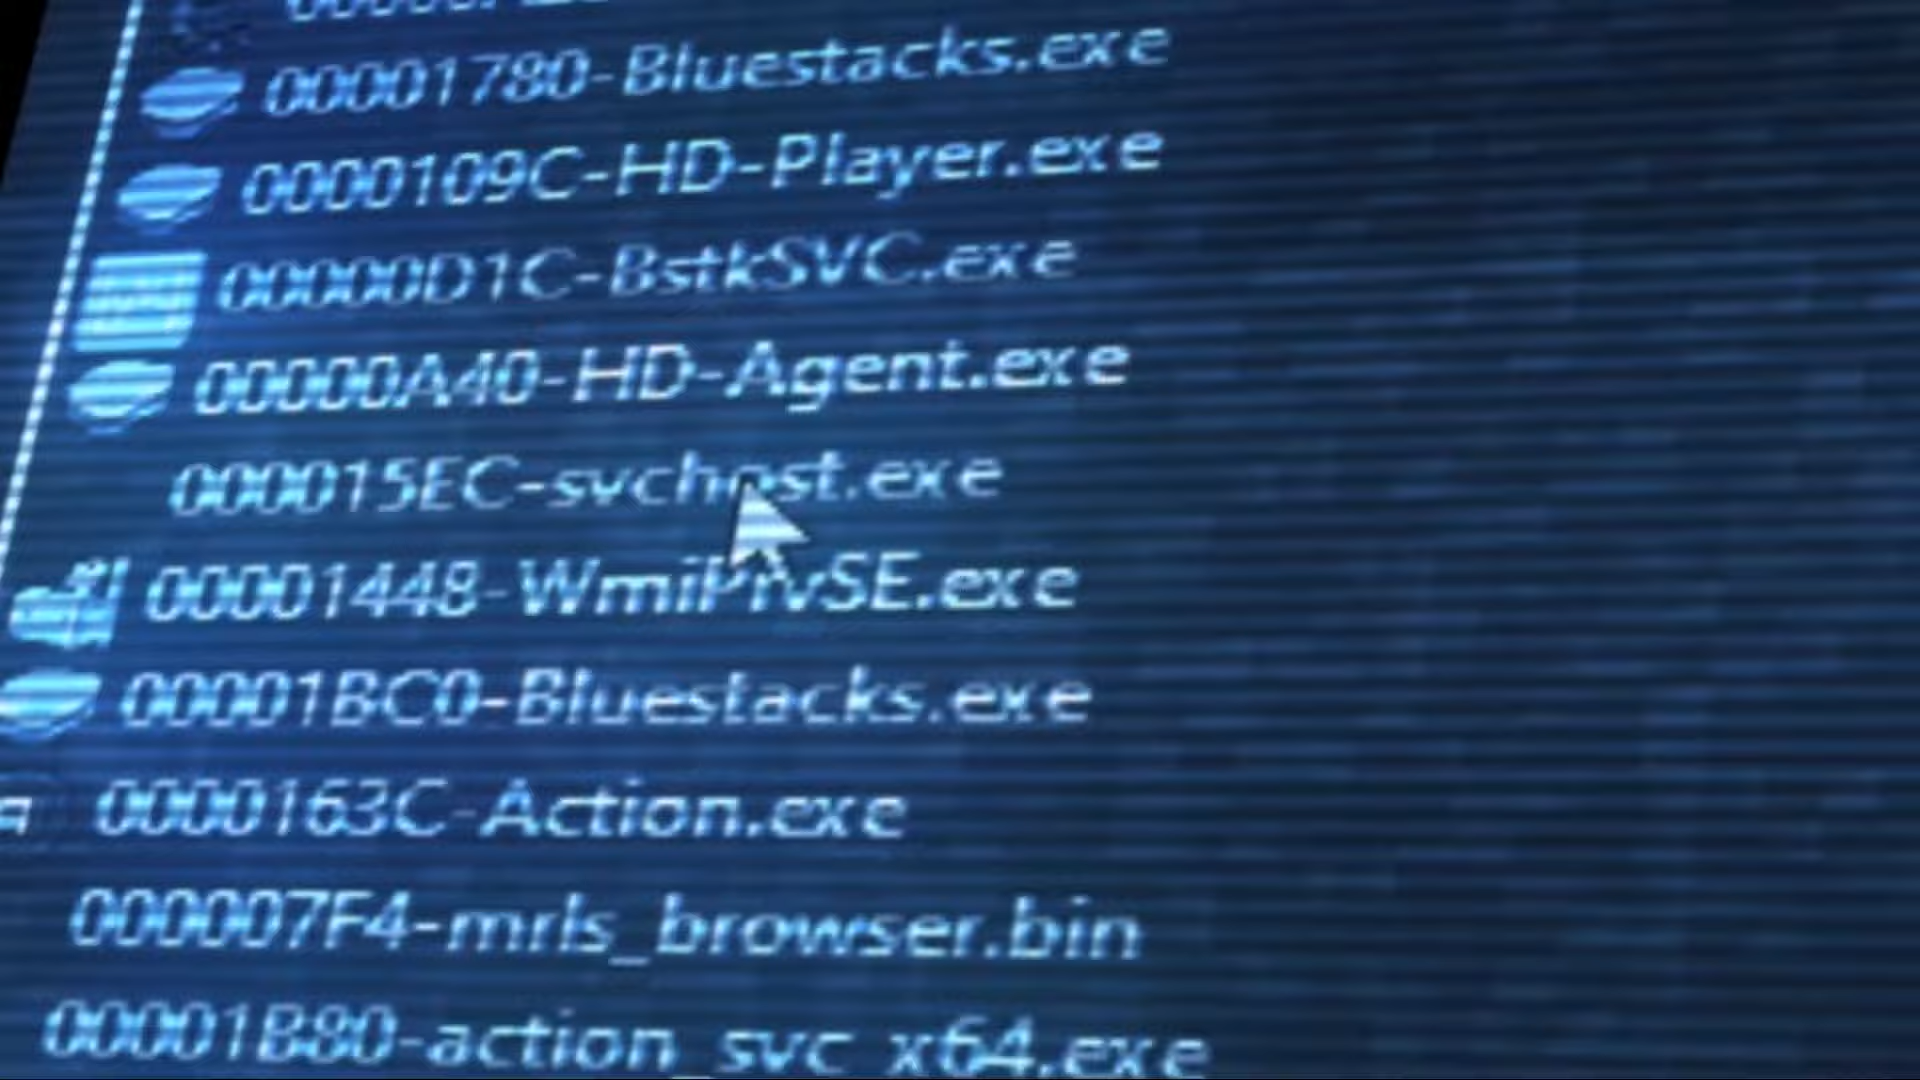 00001780-Bluestacks.exe
0000109C-HD-Player.exe
00000D1C-BstkSVC.exe
00000A40-HD-Agent.exe
000015EC-svchost.exe
00001448-WmiPrvSE.exe
00001BC0-Bluestacks.exe
0000163C-Action.exe
000007F4-mrls_browser.bin
00001B80-action_svc_x64.exe